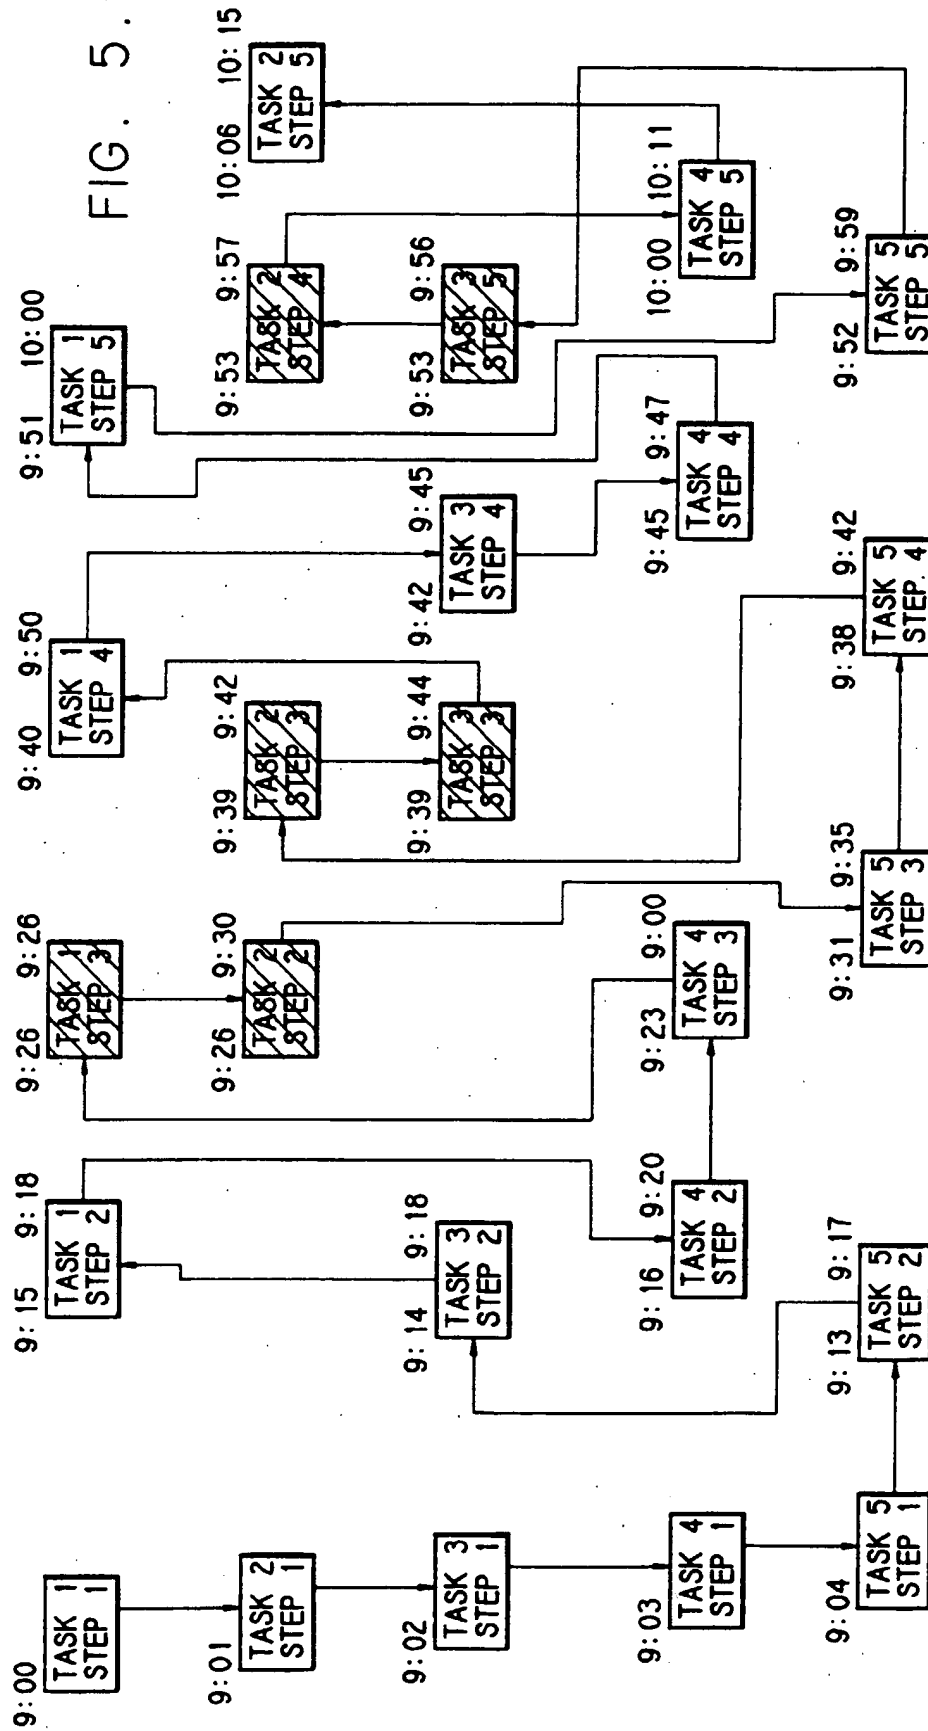 FIG. 5.
9:00
TASK 1
STEP 1
9:15 9:18
TASK 1
STEP 2
9:26 9:26
TASK 1
STEP 3
9:40 9:50
TASK 1
STEP 4
9:51 10:00
TASK 1
STEP 5
9:01
TASK 2
STEP 1
9:26 9:30
TASK 2
STEP 2
9:39 9:42
TASK 2
STEP 3
9:53 9:57
TASK 2
STEP 4
10:06 10:15
TASK 2
STEP 5
9:02
TASK 3
STEP 1
9:14 9:18
TASK 3
STEP 2
9:39 9:44
TASK 3
STEP 3
9:42 9:45
TASK 3
STEP 4
9:53 9:56
TASK 3
STEP 5
9:03
TASK 4
STEP 1
9:16 9:20
TASK 4
STEP 2
9:23 9:00
TASK 4
STEP 3
9:45 9:47
TASK 4
STEP 4
10:00 10:11
TASK 4
STEP 5
9:04
TASK 5
STEP 1
9:13 9:17
TASK 5
STEP 2
9:31 9:35
TASK 5
STEP 3
9:38 9:42
TASK 5
STEP 4
9:52 9:59
TASK 5
STEP 5